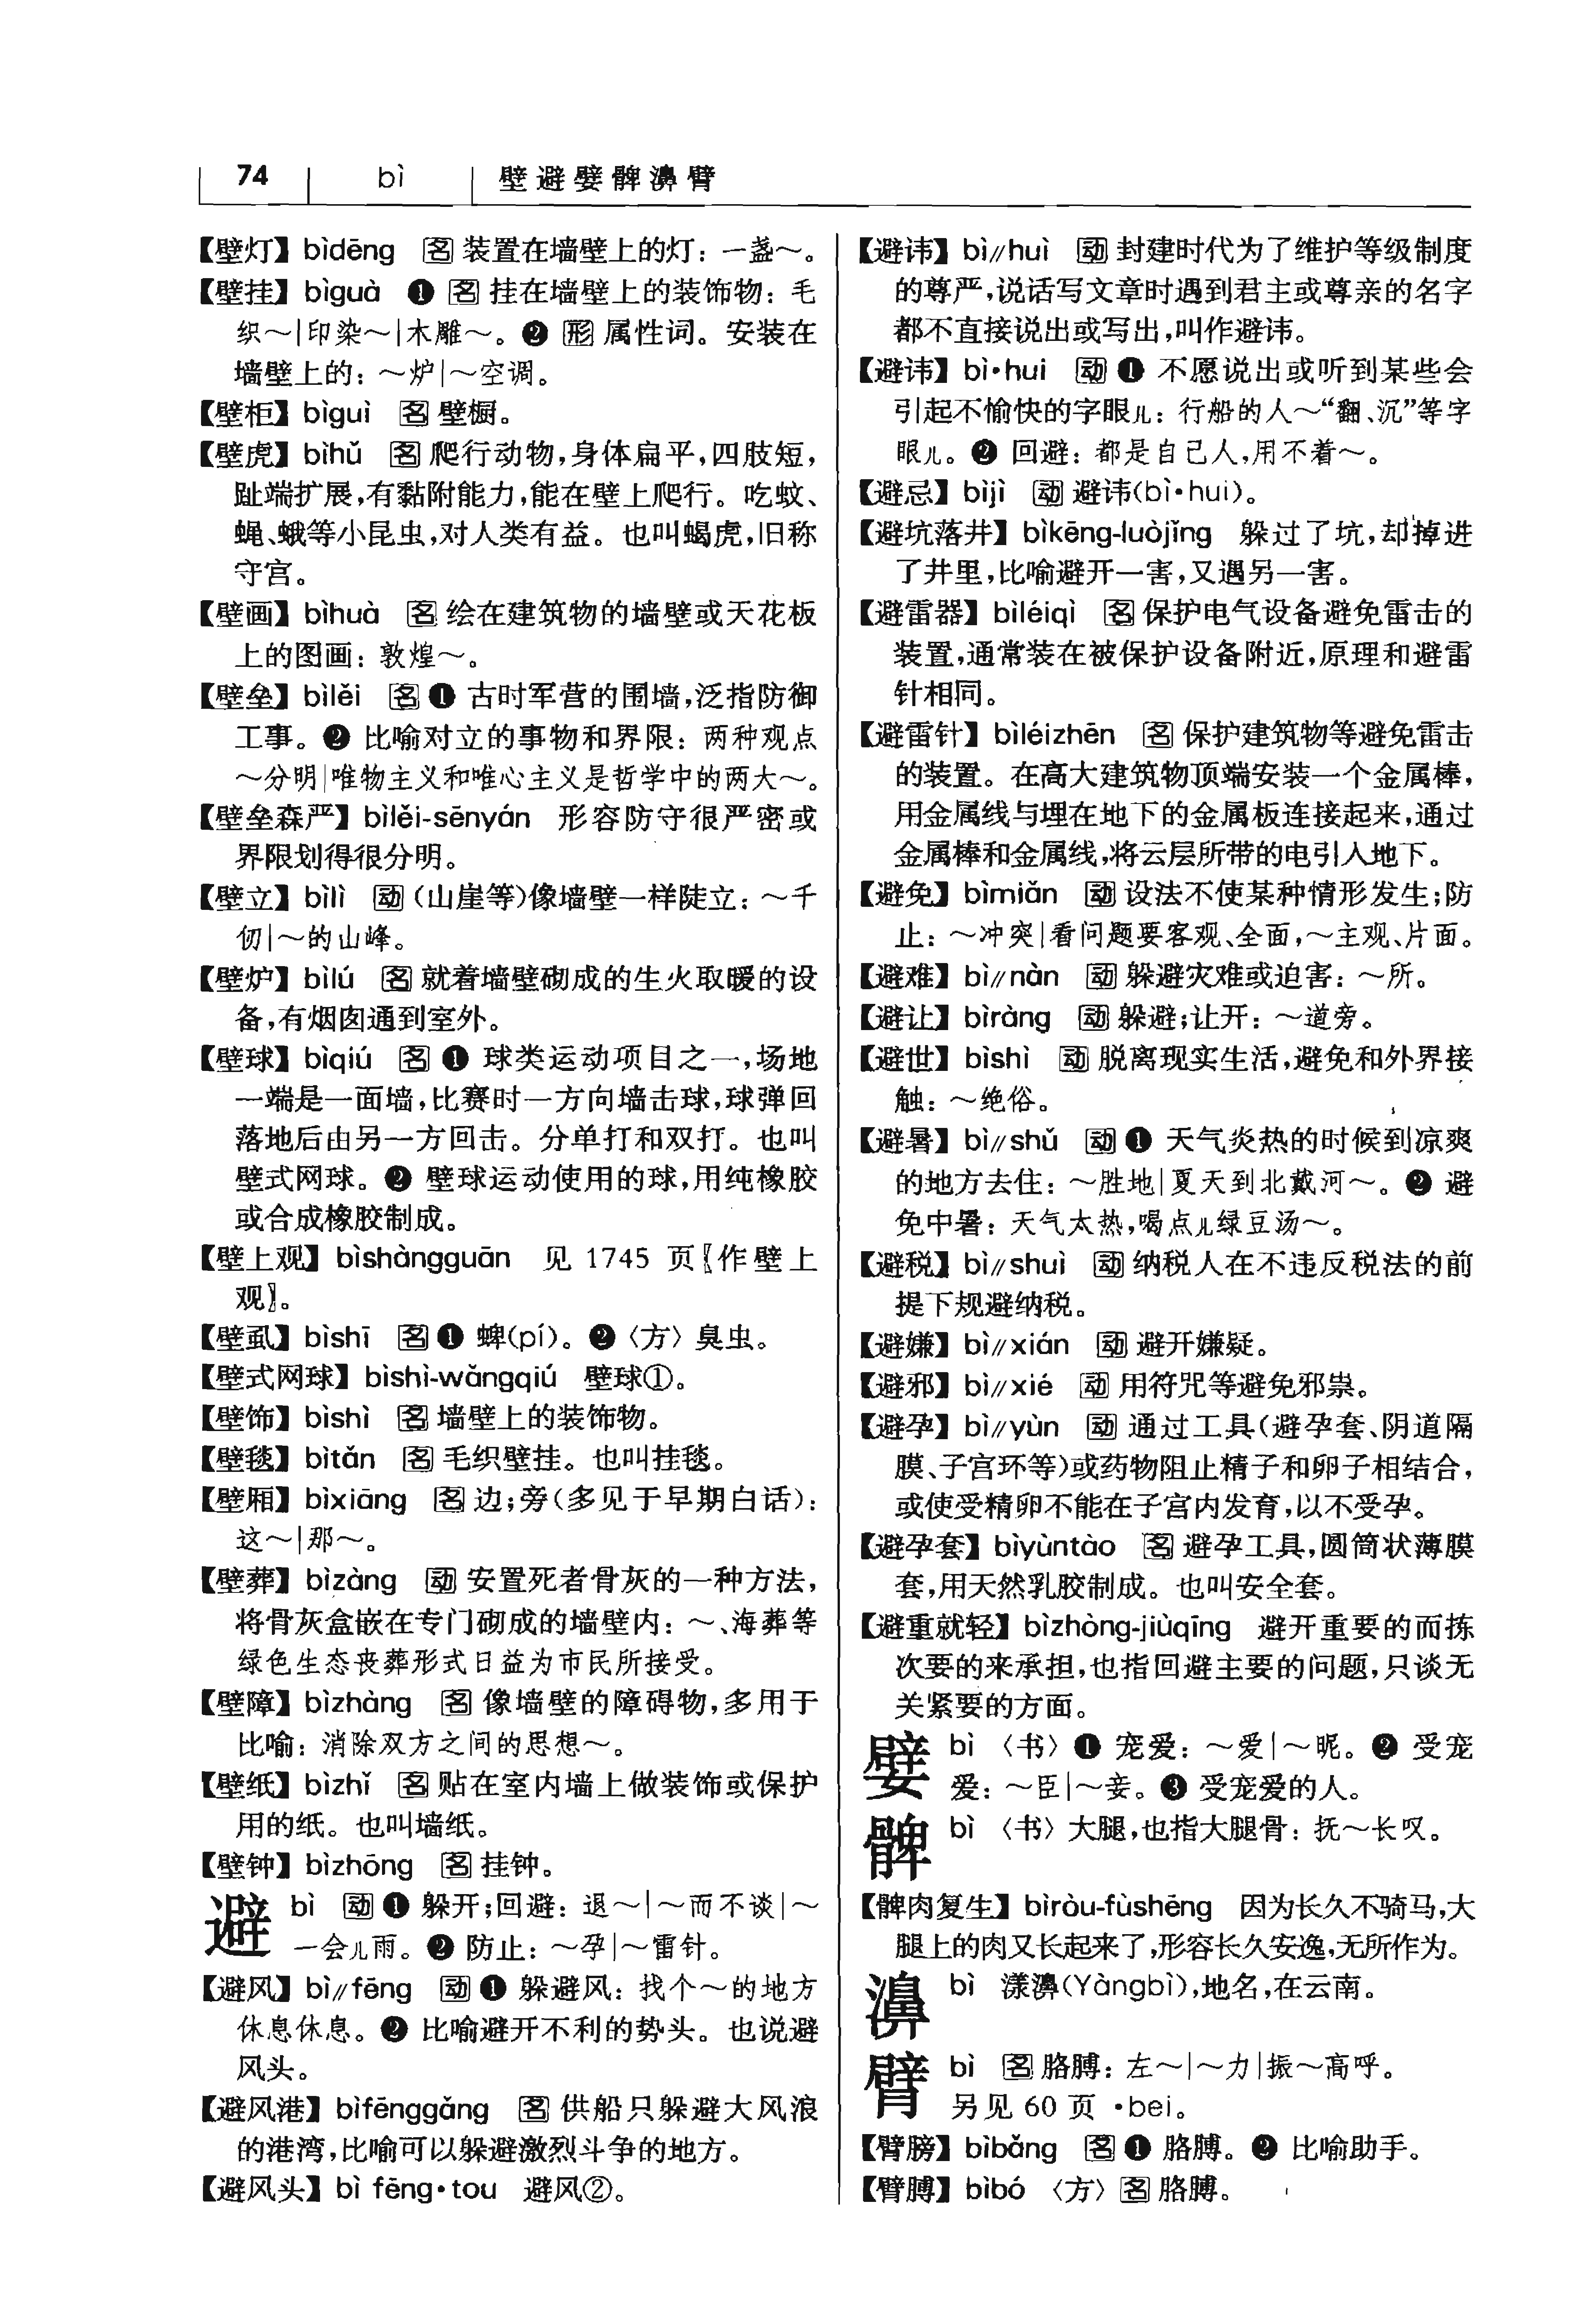 74 bì 壁避嬖髀濞臂
【壁灯】bìdēng 名 装置在墙壁上的灯：一盏～。
【壁挂】bìguà ❶ 名 挂在墙壁上的装饰物：毛
织～|印染～|木雕～。❷ 形 属性词。安装在
墙壁上的：～炉|～空调。
【壁柜】bìguì 名 壁橱。
【壁虎】bìhǔ 名 爬行动物，身体扁平，四肢短，
趾端扩展，有黏附能力，能在壁上爬行。吃蚊、
蝇、蛾等小昆虫，对人类有益。也叫蝎虎，旧称
守宫。
【壁画】bìhuà 名 绘在建筑物的墙壁或天花板
上的图画：敦煌～。
【壁垒】bìlěi 名 ❶ 古时军营的围墙，泛指防御
工事。❷ 比喻对立的事物和界限：两种观点
～分明|唯物主义和唯心主义是哲学中的两大～。
【壁垒森严】bìlěi-sēnyán 形容防守很严密或
界限划得很分明。
【壁立】bìlì 动 （山崖等）像墙壁一样陡立：～千
仞|～的山峰。
【壁炉】bìlú 名 就着墙壁砌成的生火取暖的设
备，有烟囱通到室外。
【壁球】bìqiú 名 ❶ 球类运动项目之一，场地
一端是一面墙，比赛时一方向墙击球，球弹回
落地后由另一方回击。分单打和双打。也叫
壁式网球。❷ 壁球运动使用的球，用纯橡胶
或合成橡胶制成。
【壁上观】bìshàngguān 见 1745 页〖作壁上
观〗。
【壁虱】bìshī 名 ❶ 蜱(pí)。❷〈方〉臭虫。
【壁式网球】bìshì-wǎngqiú 壁球①。
【壁饰】bìshì 名 墙壁上的装饰物。
【壁毯】bìtǎn 名 毛织壁挂。也叫挂毯。
【壁厢】bìxiāng 名 边；旁（多见于早期白话）：
这～|那～。
【壁葬】bìzàng 动 安置死者骨灰的一种方法，
将骨灰盒嵌在专门砌成的墙壁内：～、海葬等
绿色生态丧葬形式日益为市民所接受。
【壁障】bìzhàng 名 像墙壁的障碍物，多用于
比喻：消除双方之间的思想～。
【壁纸】bìzhǐ 名 贴在室内墙上做装饰或保护
用的纸。也叫墙纸。
【壁钟】bìzhōng 名 挂钟。
避 bì 动 ❶ 躲开；回避：退～|～而不谈|～
一会儿雨。❷ 防止：～孕|～雷针。
【避风】bì//fēng 动 ❶ 躲避风：找个～的地方
休息休息。❷ 比喻避开不利的势头。也说避
风头。
【避风港】bìfēnggǎng 名 供船只躲避大风浪
的港湾，比喻可以躲避激烈斗争的地方。
【避风头】bì fēng•tou 避风②。
【避讳】bì//huì 动 封建时代为了维护等级制度
的尊严，说话写文章时遇到君主或尊亲的名字
都不直接说出或写出，叫作避讳。
【避讳】bì•hui 动 ❶ 不愿说出或听到某些会
引起不愉快的字眼儿：行船的人～“翻、沉”等字
眼儿。❷ 回避：都是自己人，用不着～。
【避忌】bìjì 动 避讳(bì•hui)。
【避坑落井】bìkēng-luòjǐng 躲过了坑，却掉进
了井里，比喻避开一害，又遇另一害。
【避雷器】bìléiqì 名 保护电气设备避免雷击的
装置，通常装在被保护设备附近，原理和避雷
针相同。
【避雷针】bìléizhēn 名 保护建筑物等避免雷击
的装置。在高大建筑物顶端安装一个金属棒，
用金属线与埋在地下的金属板连接起来，通过
金属棒和金属线，将云层所带的电引入地下。
【避免】bìmiǎn 动 设法不使某种情形发生；防
止：～冲突|看问题要客观、全面，～主观、片面。
【避难】bì//nàn 动 躲避灾难或迫害：～所。
【避让】bìràng 动 躲避；让开：～道旁。
【避世】bìshì 动 脱离现实生活，避免和外界接
触：～绝俗。
【避暑】bì//shǔ 动 ❶ 天气炎热的时候到凉爽
的地方去住：～胜地|夏天到北戴河～。❷ 避
免中暑：天气太热，喝点儿绿豆汤～。
【避税】bì//shuì 动 纳税人在不违反税法的前
提下规避纳税。
【避嫌】bì//xián 动 避开嫌疑。
【避邪】bì//xié 动 用符咒等避免邪祟。
【避孕】bì//yùn 动 通过工具（避孕套、阴道隔
膜、子宫环等）或药物阻止精子和卵子相结合，
或使受精卵不能在子宫内发育，以不受孕。
【避孕套】bìyùntào 名 避孕工具，圆筒状薄膜
套，用天然乳胶制成。也叫安全套。
【避重就轻】bìzhòng-jiùqīng 避开重要的而拣
次要的来承担，也指回避主要的问题，只谈无
关紧要的方面。
嬖 bì 〈书〉❶ 宠爱：～爱|～昵。❷ 受宠
爱：～臣|～妾。❸ 受宠爱的人。
髀 bì 〈书〉大腿，也指大腿骨：抚～长叹。
【髀肉复生】bìròu-fùshēng 因为长久不骑马，大
腿上的肉又长起来了，形容长久安逸，无所作为。
濞 bì 漾濞(Yàngbì)，地名，在云南。
臂 bì 名 胳膊：左～|～力|振～高呼。
另见 60 页 •bei。
【臂膀】bìbǎng 名 ❶ 胳膊。❷ 比喻助手。
【臂膊】bìbó 〈方〉名 胳膊。